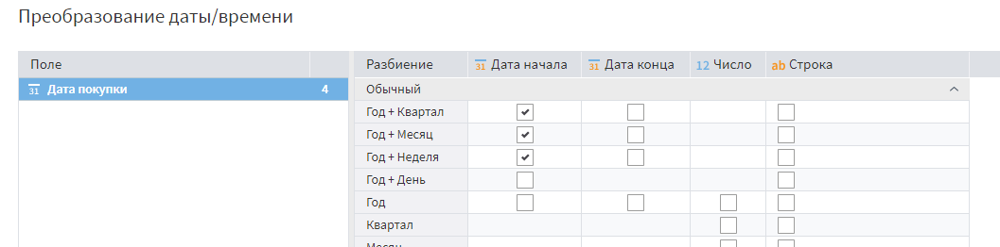 Преобразование даты/времени
Поле
Разбиение 31 Дата начала 31 Дата конца 12 Число ab Строка
31 Дата покупки 4
Обычный
Год + Квартал
Год + Месяц
Год + Неделя
Год + День
Год
Квартал
Месяц